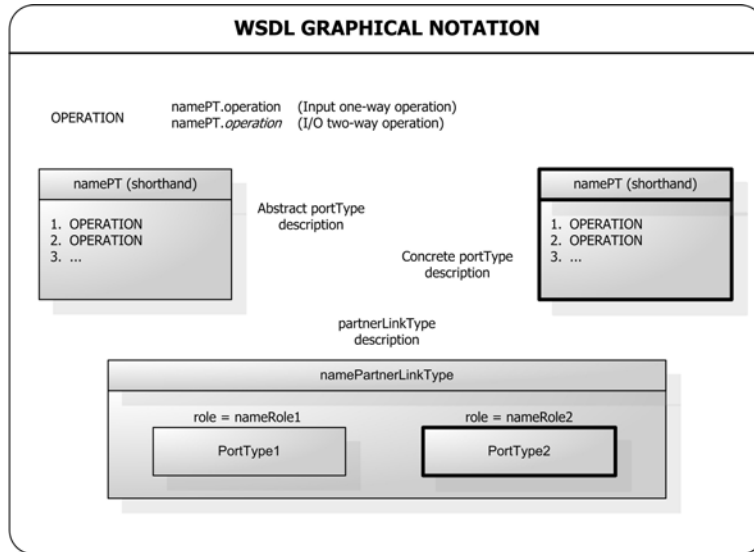 WSDL GRAPHICAL NOTATION
OPERATION
namePT.operation (Input one-way operation)
namePT.operation (I/O two-way operation)
namePT (shorthand)
1. OPERATION
2. OPERATION
3. ...
Abstract portType
description
namePT (shorthand)
1. OPERATION
2. OPERATION
3. ...
Concrete portType
description
partnerLinkType
description
namePartnerLinkType
role = nameRole1
PortType1
role = nameRole2
PortType2